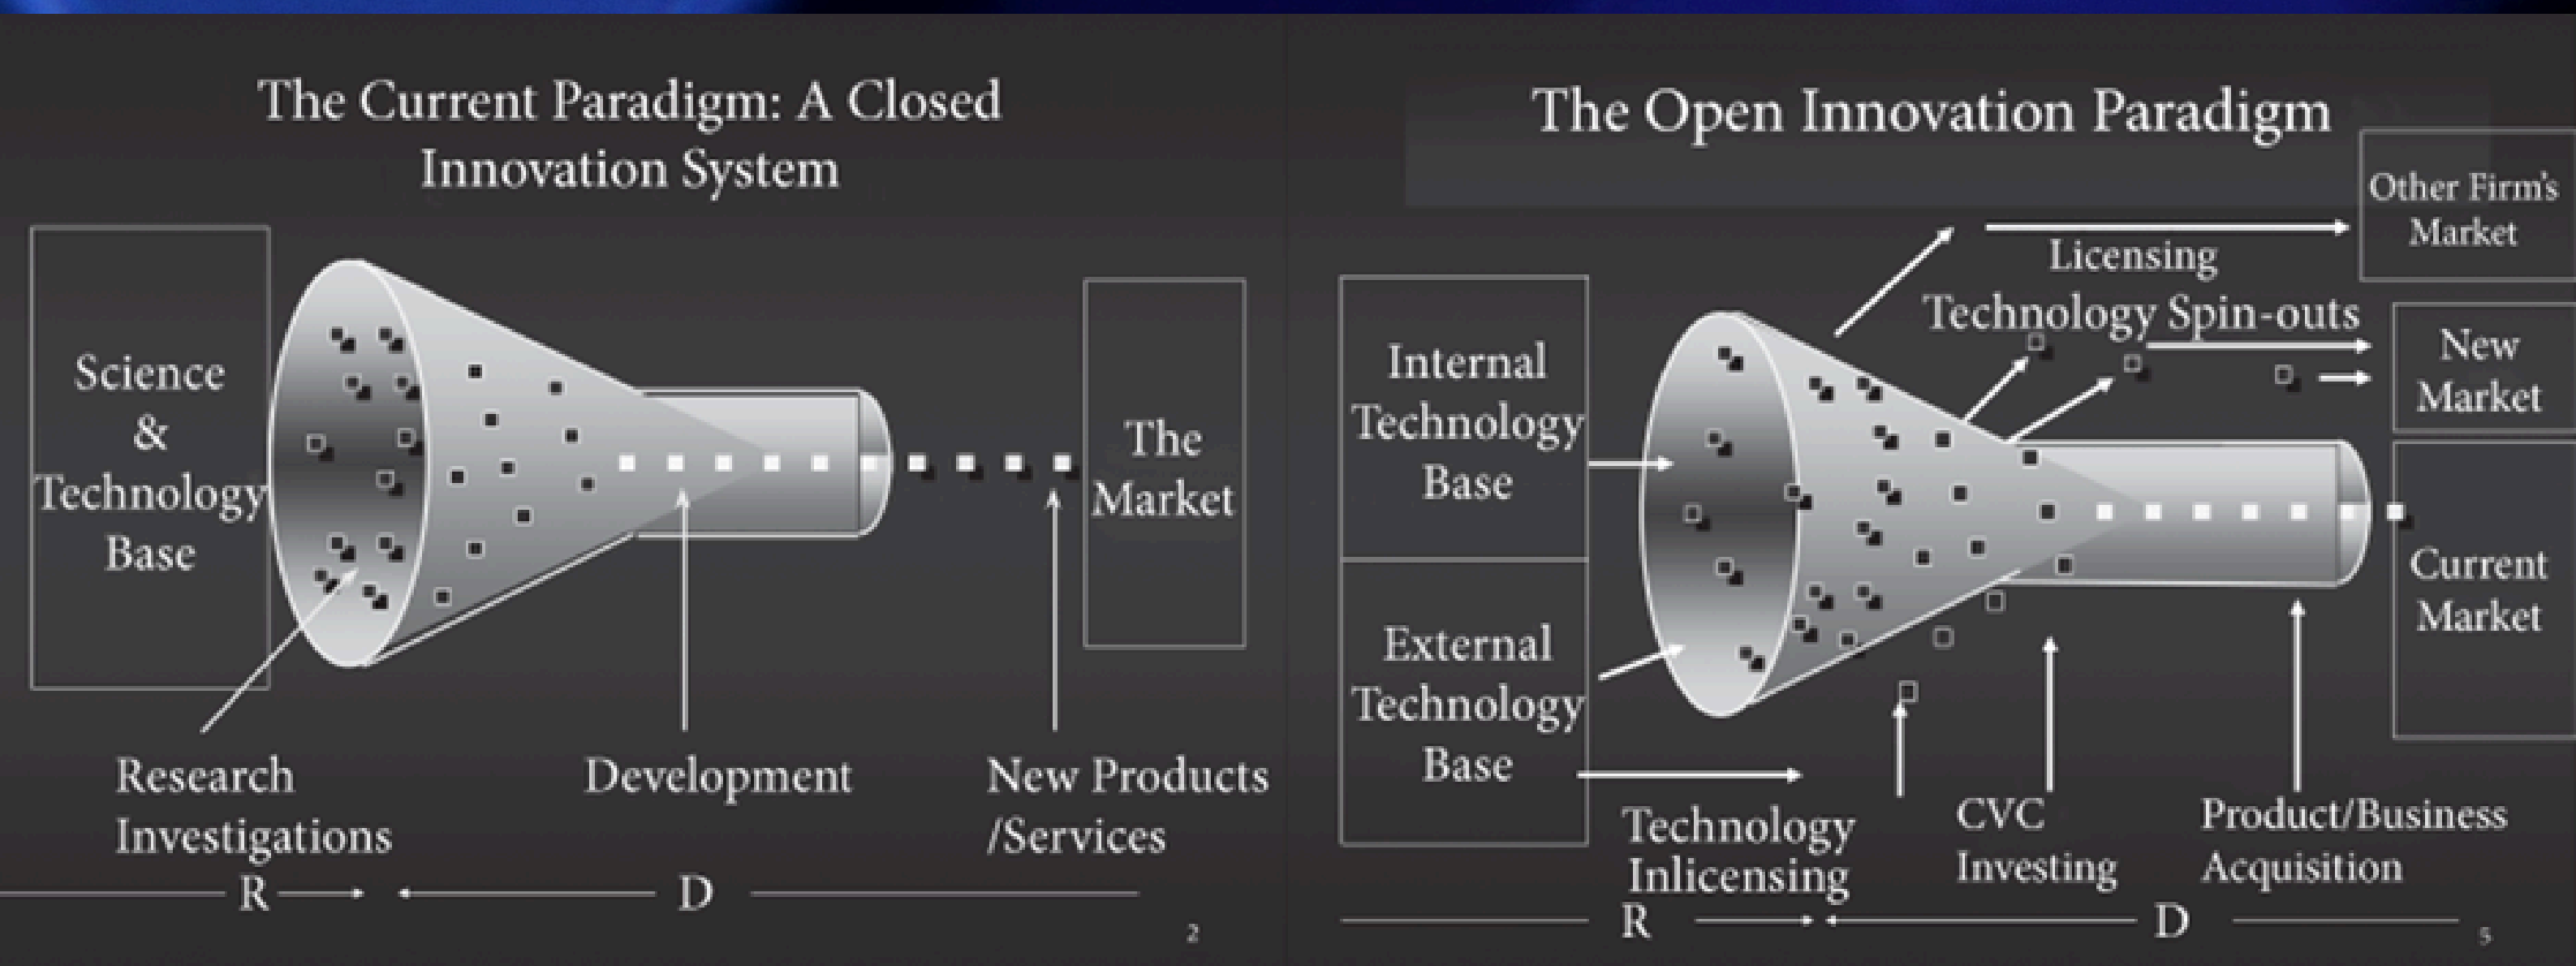 The Current Paradigm: A Closed
Innovation System
Science
&
Technology
Base
The
Market
Research
Investigations
Development
New Products
/Services
R
D
2
The Open Innovation Paradigm
Other Firm's
Market
Licensing
Technology Spin-outs
New
Market
Internal
Technology
Base
External
Technology
Base
Current
Market
Technology
Inlicensing
CVC
Investing
Product/Business
Acquisition
R
D
5